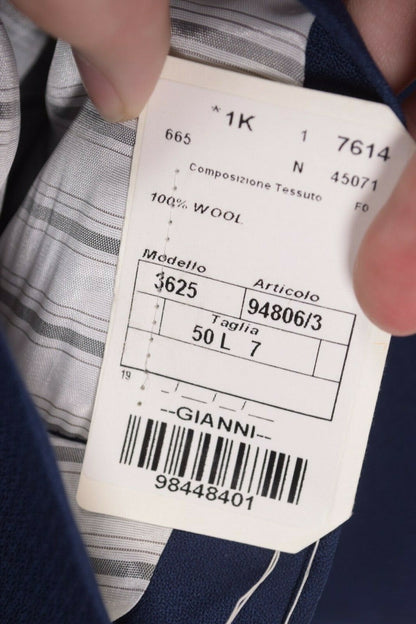 *1K 1 7614
665 N 45071
Composizione Tessuto FO
100% WOOL
Modello Articolo
3625 94806/3
Taglia
50 L 7
19
--GIANNI--
98448401